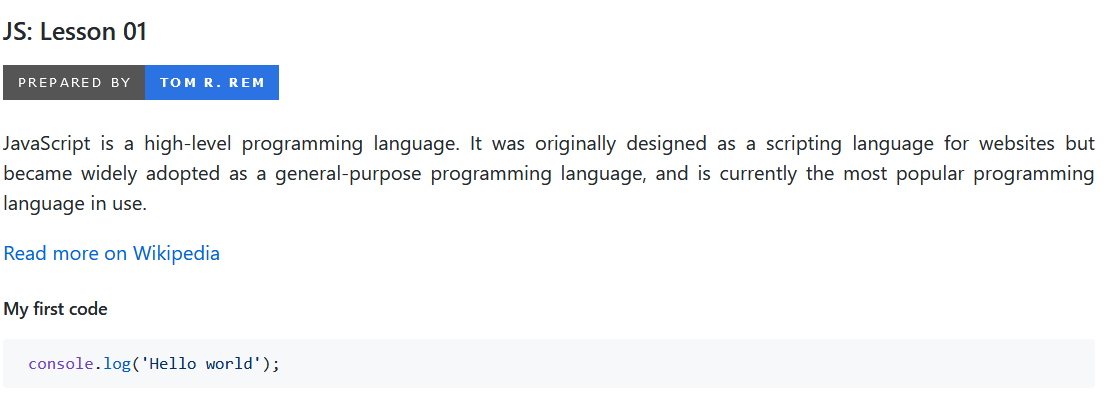 JS: Lesson 01
PREPARED BY TOM R. REM
JavaScript is a high-level programming language. It was originally designed as a scripting language for websites but
became widely adopted as a general-purpose programming language, and is currently the most popular programming
language in use.
Read more on Wikipedia
My first code
console.log('Hello world');